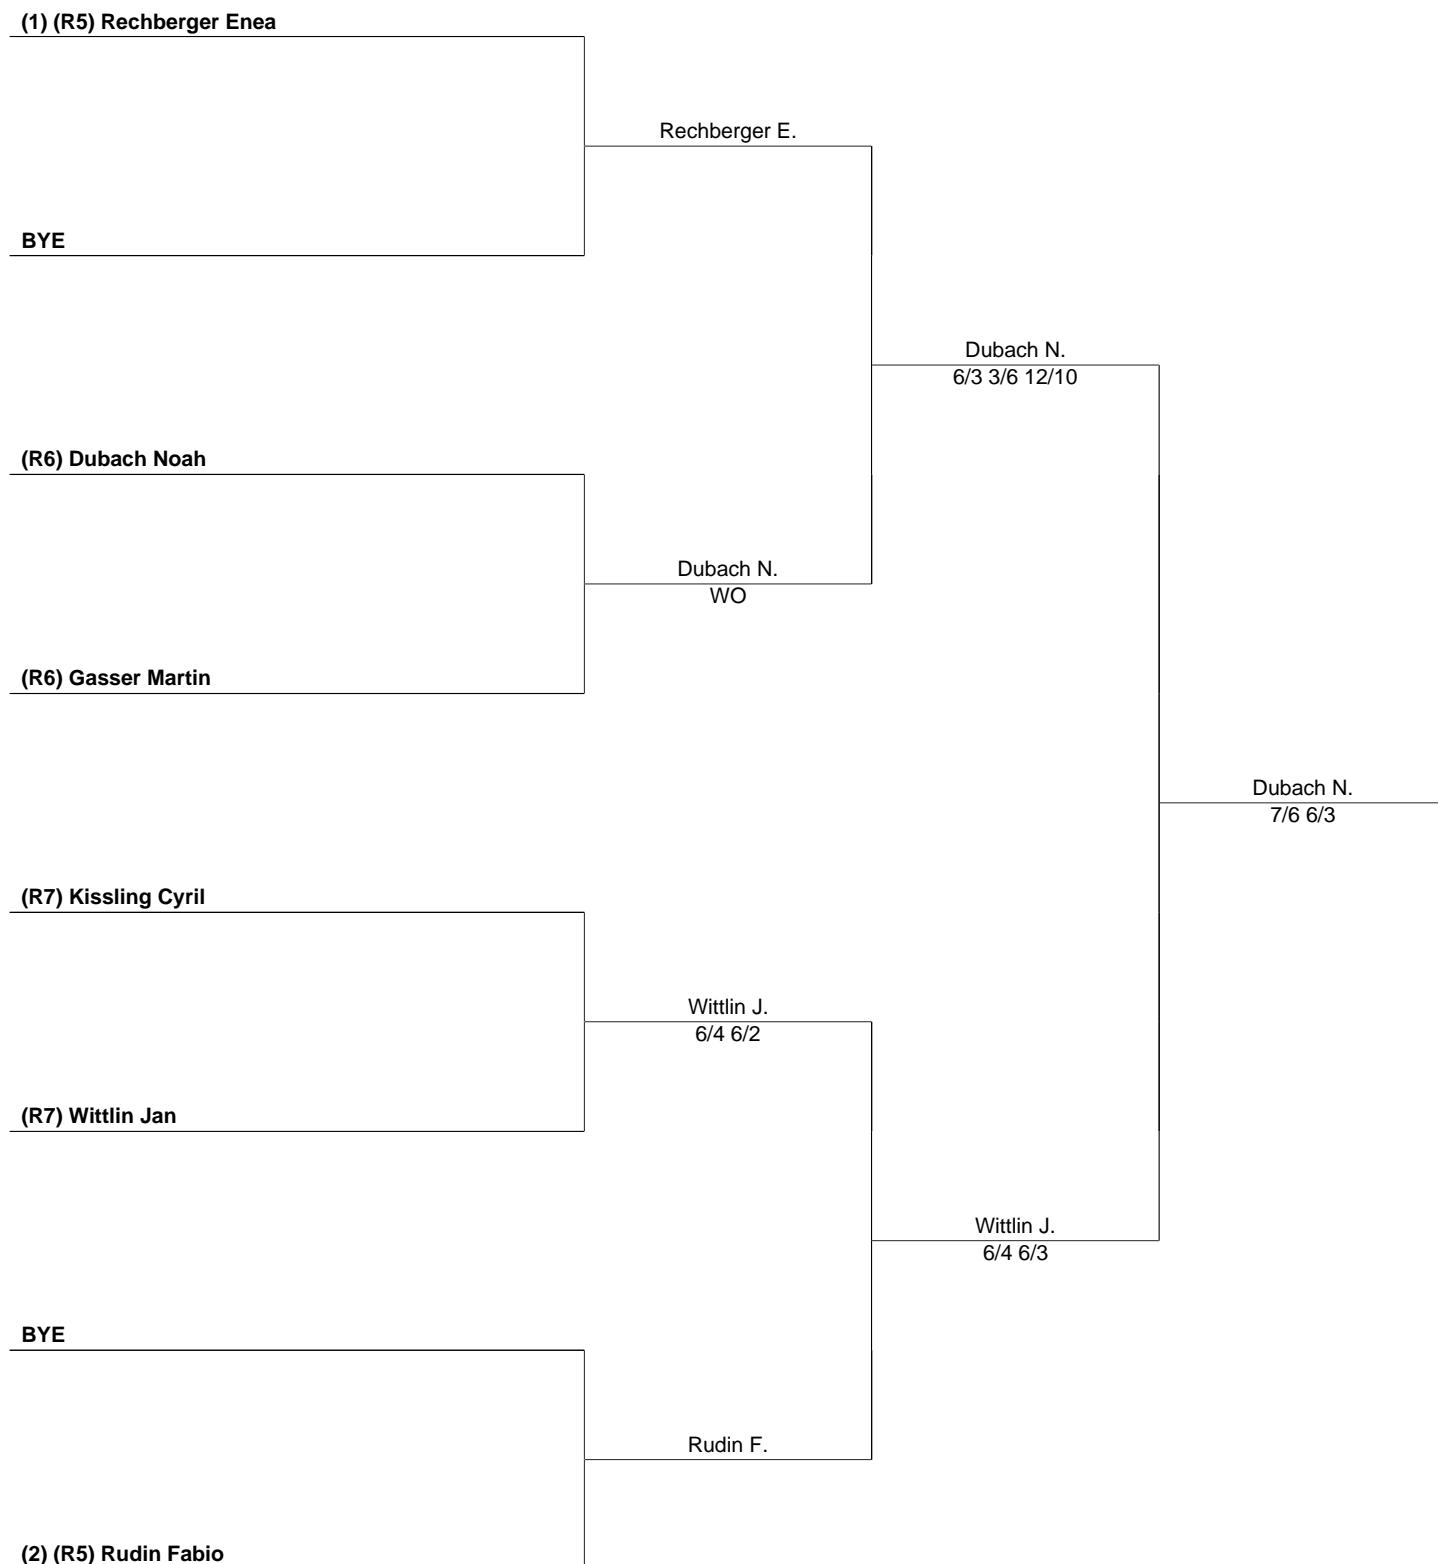 (1) (R5) Rechberger Enea
Rechberger E.
BYE
Dubach N.
6/3 3/6 12/10
(R6) Dubach Noah
Dubach N.
WO
(R6) Gasser Martin
Dubach N.
7/6 6/3
(R7) Kissling Cyril
Wittlin J.
6/4 6/2
(R7) Wittlin Jan
Wittlin J.
6/4 6/3
BYE
Rudin F.
(2) (R5) Rudin Fabio